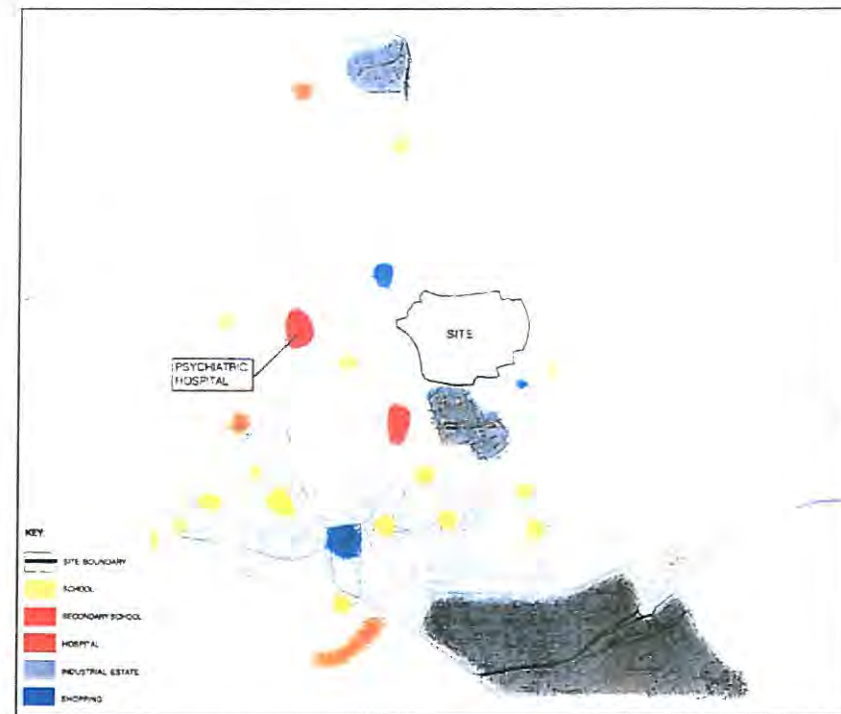 SITE
PSYCHIATRIC
HOSPITAL
KEY
SITE BOUNDARY
SCHOOL
SECONDARY SCHOOL
HOSPITAL
INDUSTRIAL ESTATE
SHOPPING